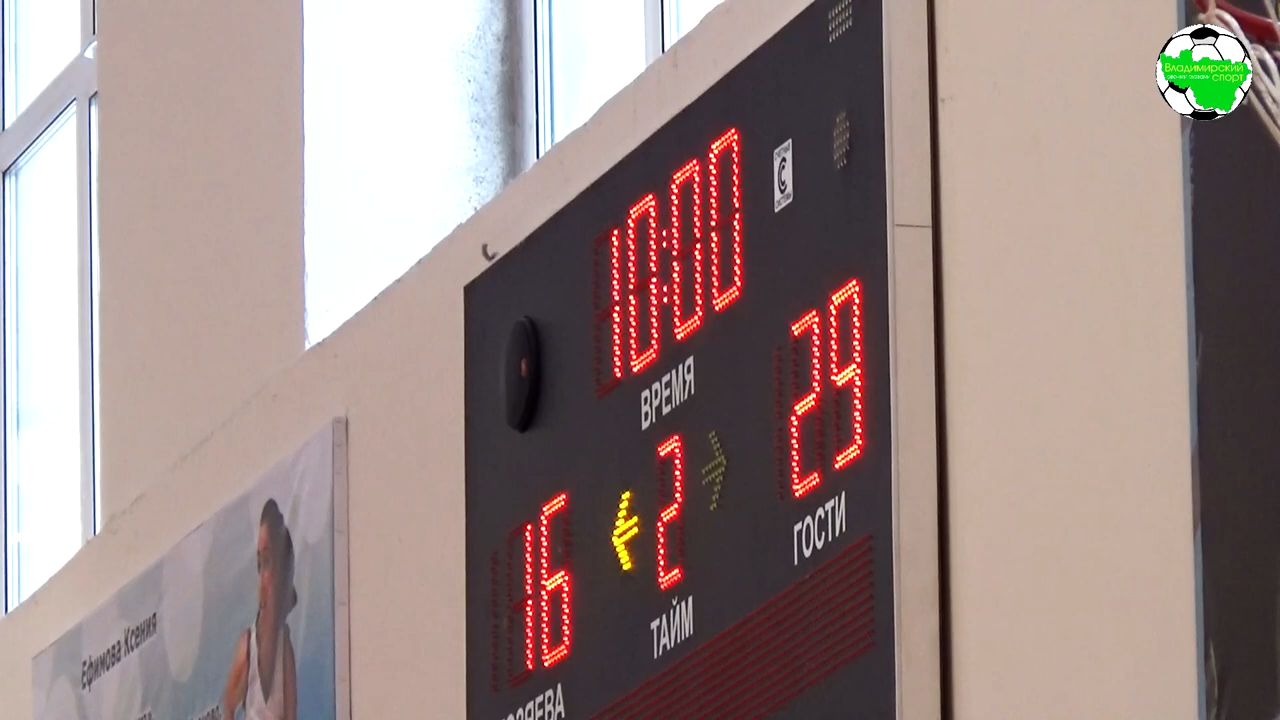 Владимирский
спорт
10:00
ВРЕМЯ
29
ГОСТИ
2
ТАЙМ
16
Ефимова Ксения